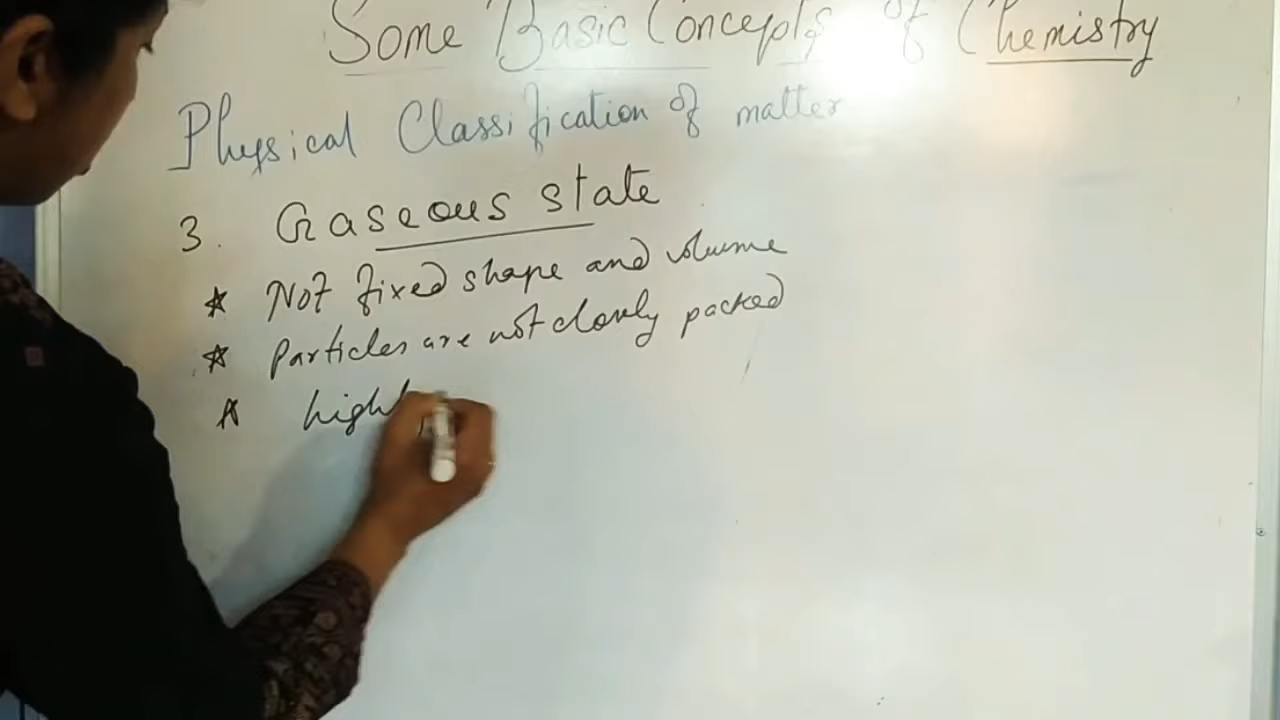 Some Basic Concepts of Chemistry
Physical Classification of matter
3. Gaseous state
* Not fixed shape and volume
* Particles are not closely packed
* high